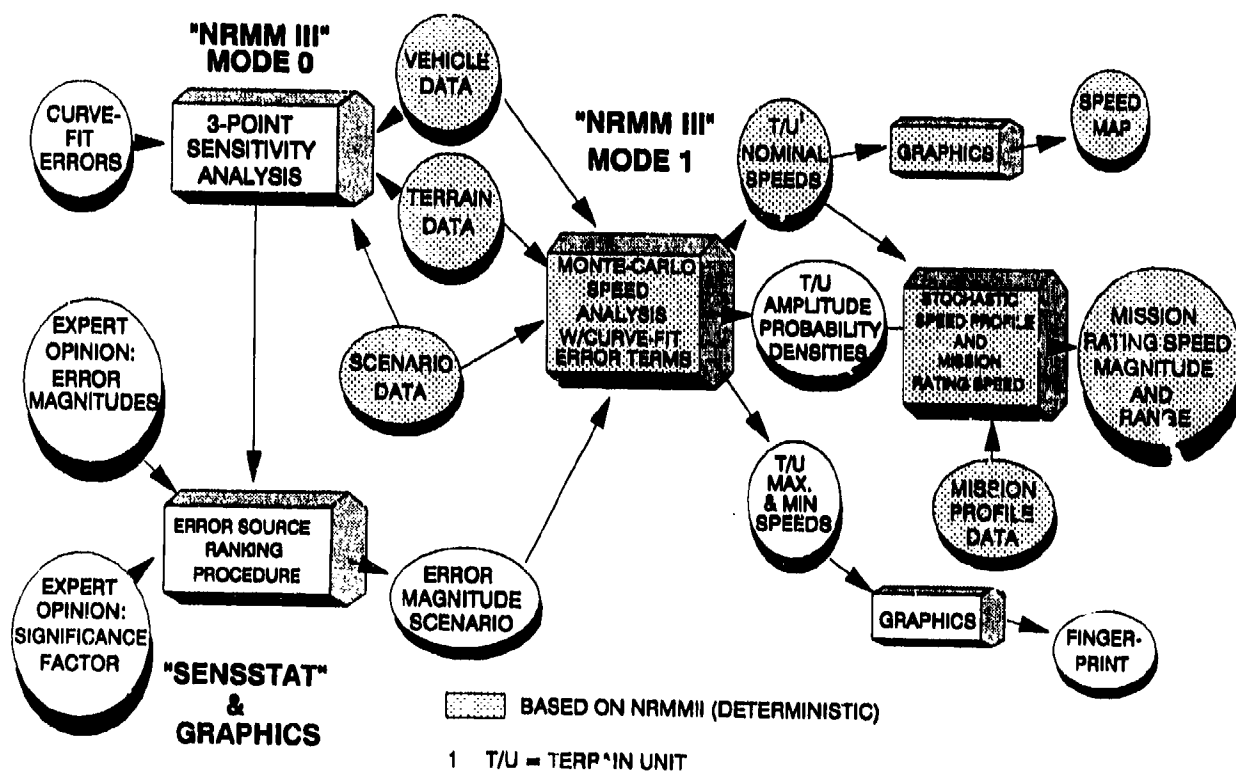 "NRMM III"
MODE 0
CURVE-
FIT
ERRORS
3-POINT
SENSITIVITY
ANALYSIS
VEHICLE
DATA
TERRAIN
DATA
SCENARIO
DATA
"NRMM III"
MODE 1
MONTE-CARLO
SPEED
ANALYSIS
W/CURVE-FIT
ERROR TERMS
T/U¹
NOMINAL
SPEEDS
GRAPHICS
SPEED
MAP
T/U
AMPLITUDE
PROBABILITY
DENSITIES
STOCHASTIC
SPEED PROFILE
AND
MISSION
RATING SPEED
MISSION
RATING SPEED
MAGNITUDE
AND
RANGE
MISSION
PROFILE
DATA
T/U
MAX.
& MIN
SPEEDS
GRAPHICS
FINGER-
PRINT
EXPERT
OPINION:
ERROR
MAGNITUDES
ERROR SOURCE
RANKING
PROCEDURE
EXPERT
OPINION:
SIGNIFICANCE
FACTOR
ERROR
MAGNITUDE
SCENARIO
"SENSSTAT"
&
GRAPHICS
BASED ON NRMMII (DETERMINISTIC)
1 T/U = TERRAIN UNIT